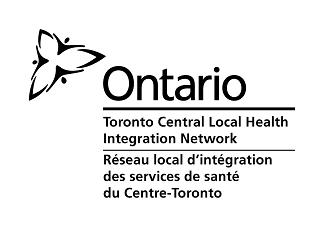 Ontario
Toronto Central Local Health
Integration Network
Réseau local d'intégration
des services de santé
du Centre-Toronto